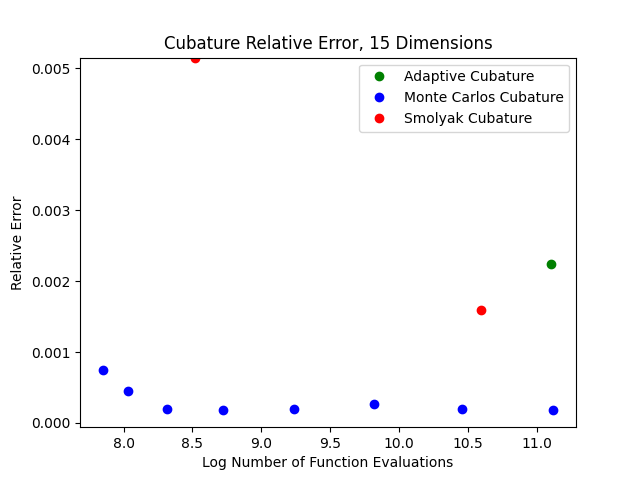 Cubature Relative Error, 15 Dimensions
0.005
0.004
0.003
0.002
0.001
0.000
Relative Error
Adaptive Cubature
Monte Carlos Cubature
Smolyak Cubature
8.0 8.5 9.0 9.5 10.0 10.5 11.0
Log Number of Function Evaluations